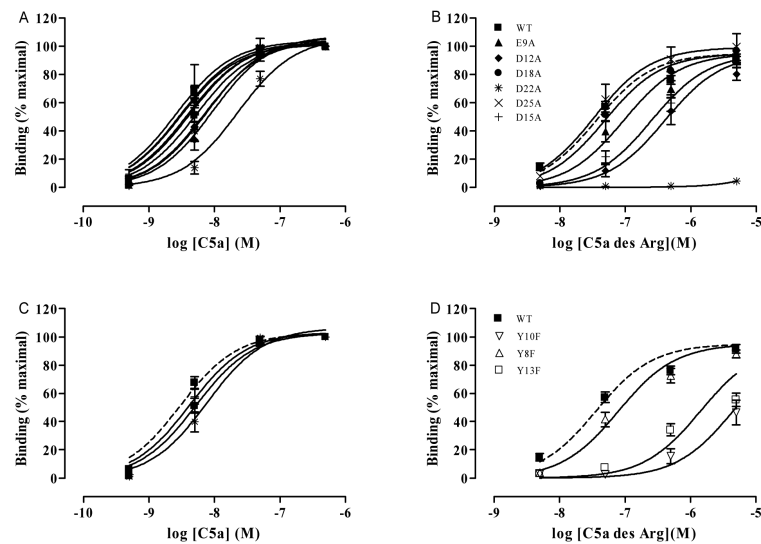 A
Binding (% maximal)
120
100
80
60
40
20
0
-10
-9
-8
-7
-6
log [C5a] (M)
B
Binding (% maximal)
120
100
80
60
40
20
0
WT
E9A
D12A
D18A
D22A
D25A
D15A
-9
-8
-7
-6
-5
log [C5a des Arg](M)
C
Binding (% maximal)
120
100
80
60
40
20
0
-10
-9
-8
-7
-6
log [C5a] (M)
D
Binding (% maximal)
120
100
80
60
40
20
0
WT
Y10F
Y8F
Y13F
-9
-8
-7
-6
-5
log [C5a des Arg](M)